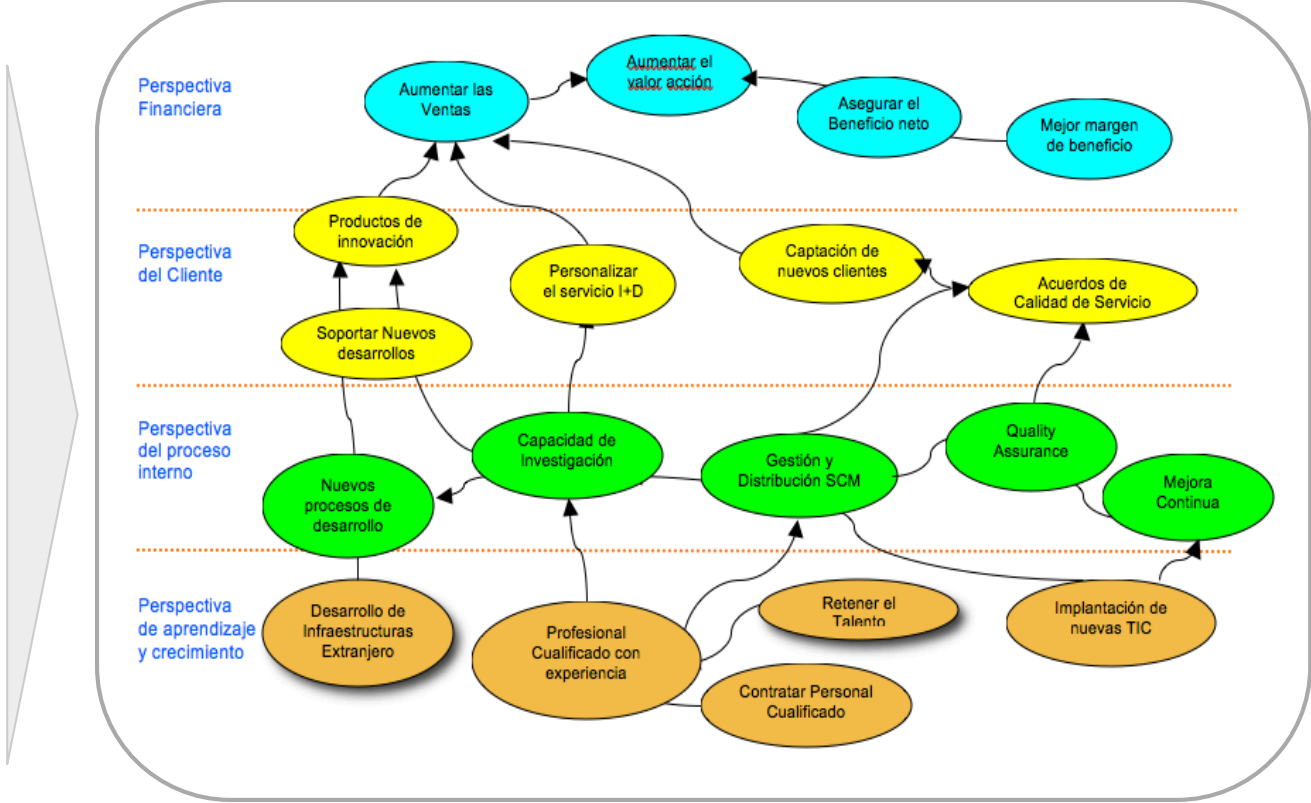 Perspectiva
Financiera
Aumentar las
Ventas
Aumentar el
valor acción
Asegurar el
Beneficio neto
Mejor margen
de beneficio
Perspectiva
del Cliente
Productos de
innovación
Personalizar
el servicio I+D
Captación de
nuevos clientes
Acuerdos de
Calidad de Servicio
Soportar Nuevos
desarrollos
Perspectiva
del proceso
interno
Nuevos
procesos de
desarrollo
Capacidad de
Investigación
Gestión y
Distribución SCM
Quality
Assurance
Mejora
Continua
Perspectiva
de aprendizaje
y crecimiento
Desarrollo de
Infraestructuras
Extranjero
Profesional
Cualificado con
experiencia
Retener el
Talento
Contratar Personal
Cualificado
Implantación de
nuevas TIC